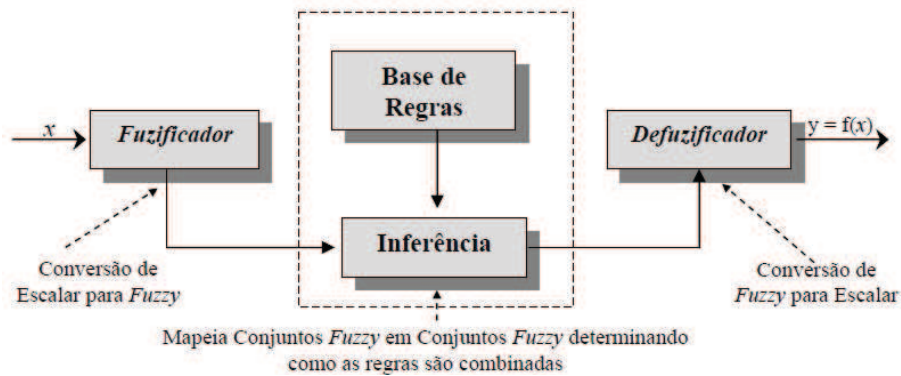 Base de
Regras
x
Fuzificador
Defuzificador
y = f(x)
Inferência
Conversão de
Escalar para Fuzzy
Conversão de
Fuzzy para Escalar
Mapeia Conjuntos Fuzzy em Conjuntos Fuzzy determinando
como as regras são combinadas